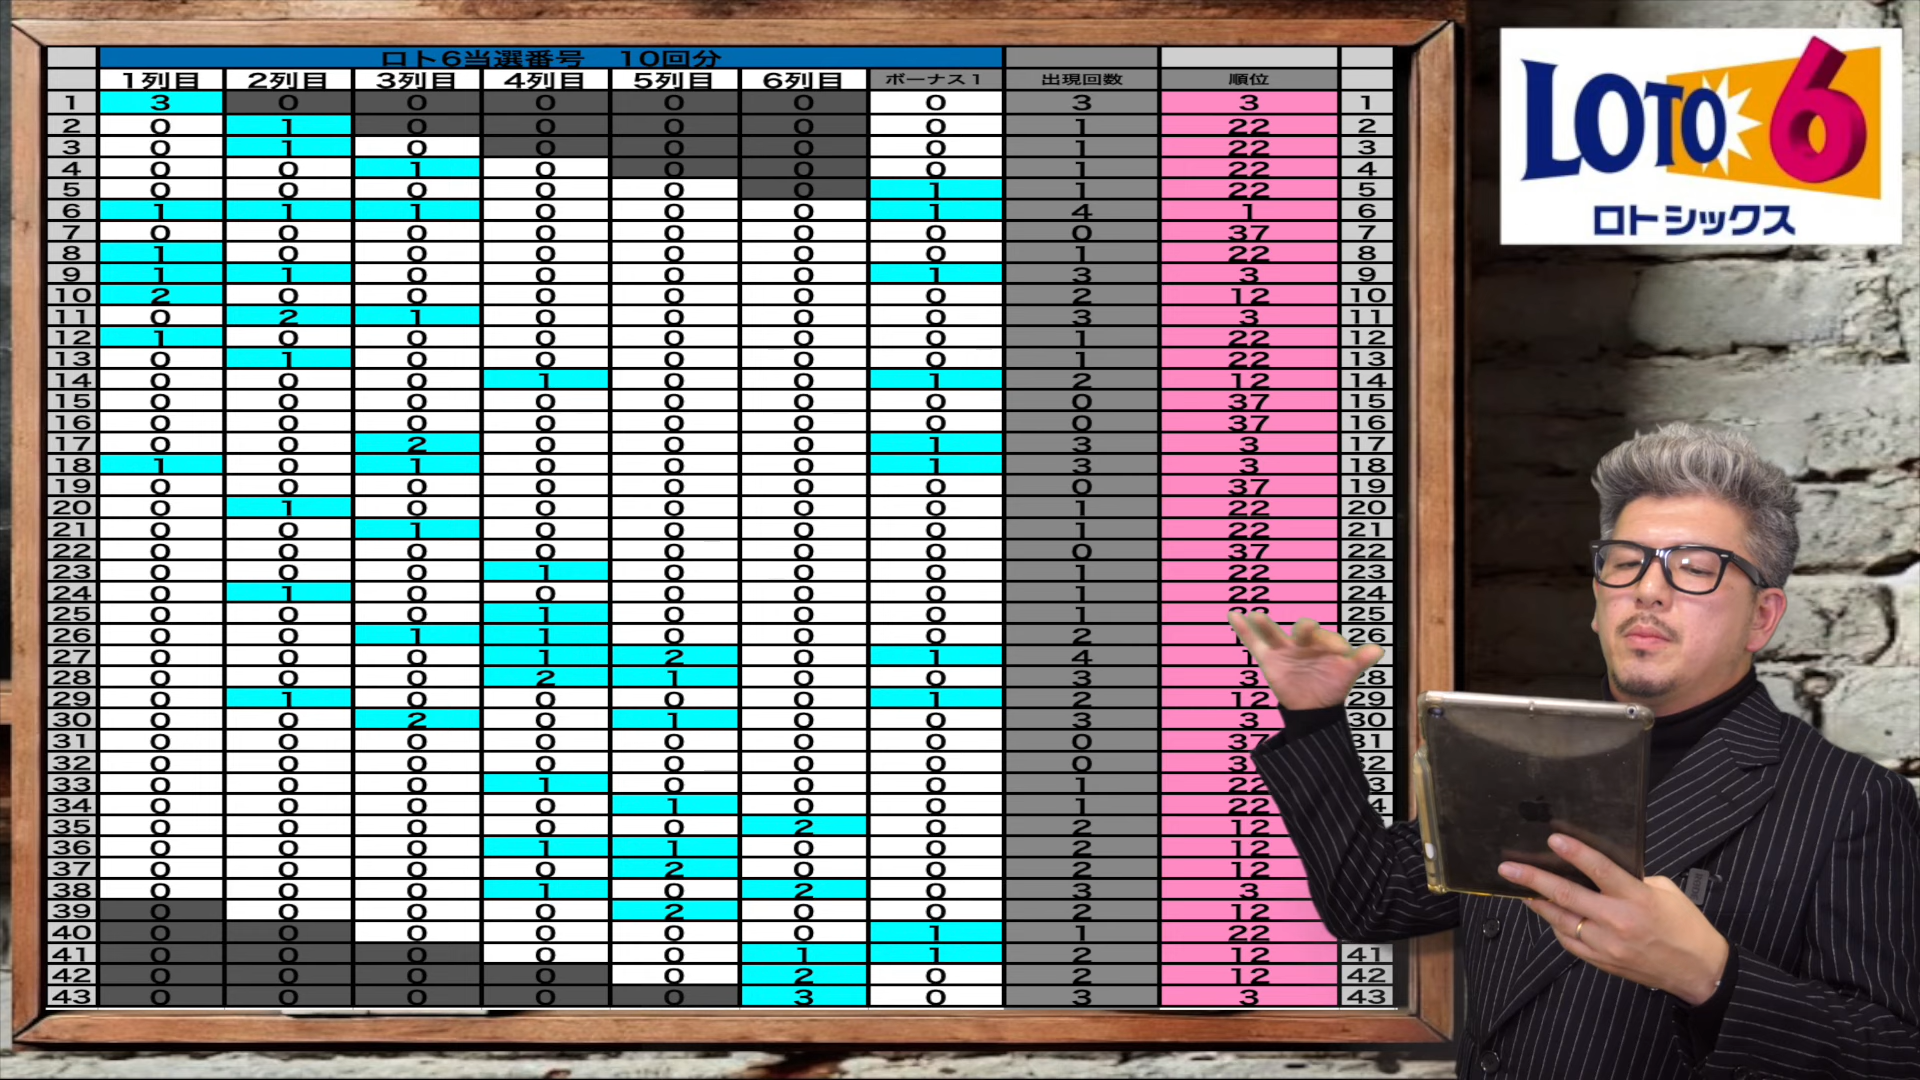 ロト6当選番号 10回分
1列目 2列目 3列目 4列目 5列目 6列目 ボーナス1 出現回数 順位
1 3 0 0 0 0 0 0 3 3 1
2 0 1 0 0 0 0 0 1 22 2
3 0 1 0 0 0 0 0 1 22 3
4 0 0 1 0 0 0 0 1 22 4
5 0 0 0 0 0 0 1 1 22 5
6 1 1 1 0 0 0 1 4 1 6
7 0 0 0 0 0 0 0 0 37 7
8 1 0 0 0 0 0 0 1 22 8
9 1 1 0 0 0 0 1 3 3 9
10 2 0 0 0 0 0 0 2 12 10
11 0 2 1 0 0 0 0 3 3 11
12 1 0 0 0 0 0 0 1 22 12
13 0 1 0 0 0 0 0 1 22 13
14 0 0 0 1 0 0 1 2 12 14
15 0 0 0 0 0 0 0 0 37 15
16 0 0 0 0 0 0 0 0 37 16
17 0 0 2 0 0 0 1 3 3 17
18 1 0 1 0 0 0 1 3 3 18
19 0 0 0 0 0 0 0 0 37 19
20 0 1 0 0 0 0 0 1 22 20
21 0 0 1 0 0 0 0 1 22 21
22 0 0 0 0 0 0 0 0 37 22
23 0 0 0 1 0 0 0 1 22 23
24 0 1 0 0 0 0 0 1 22 24
25 0 0 0 1 0 0 0 1 22 25
26 0 0 1 1 0 0 0 2 26
27 0 0 0 1 2 0 1 4 1
28 0 0 0 2 1 0 0 3 3 28
29 0 1 0 0 0 0 1 2 12 29
30 0 0 2 0 1 0 0 3 3 30
31 0 0 0 0 0 0 0 0 37 31
32 0 0 0 0 0 0 0 0 37 32
33 0 0 0 1 0 0 0 1 22 3
34 0 0 0 0 1 0 0 1 22 4
35 0 0 0 0 0 2 0 2 12
36 0 0 0 1 1 0 0 2 12
37 0 0 0 0 2 0 0 2 12
38 0 0 0 1 0 2 0 3 3
39 0 0 0 0 2 0 0 2 12
40 0 0 0 0 0 0 1 1 22
41 0 0 0 0 0 1 1 2 12 41
42 0 0 0 0 0 2 0 2 12 42
43 0 0 0 0 0 3 0 3 3 43
LOTO 6
ロトシックス